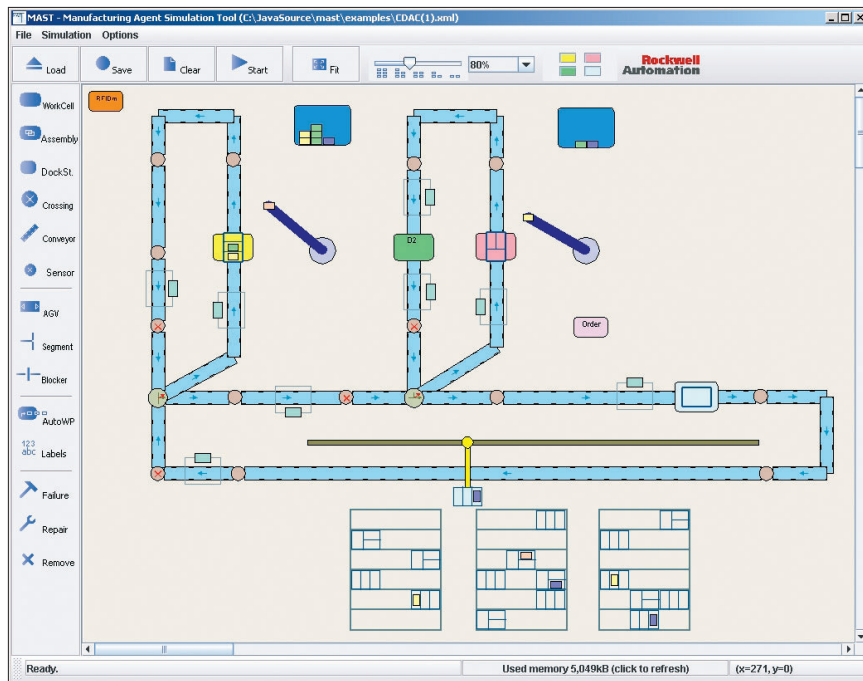 MAST - Manufacturing Agent Simulation Tool (C:\JavaSource\mast\examples\CDAC(1).xml)
File Simulation Options
Load Save Clear Start Fit 80% Rockwell Automation
WorkCell
Assembly
DockSt.
Crossing
Conveyor
Sensor
AGV
Segment
Blocker
AutoWP
123
abc Labels
Failure
Repair
Remove
RFIDm
D2
Order
Ready. Used memory 5,049kB (click to refresh) (x=271, y=0)